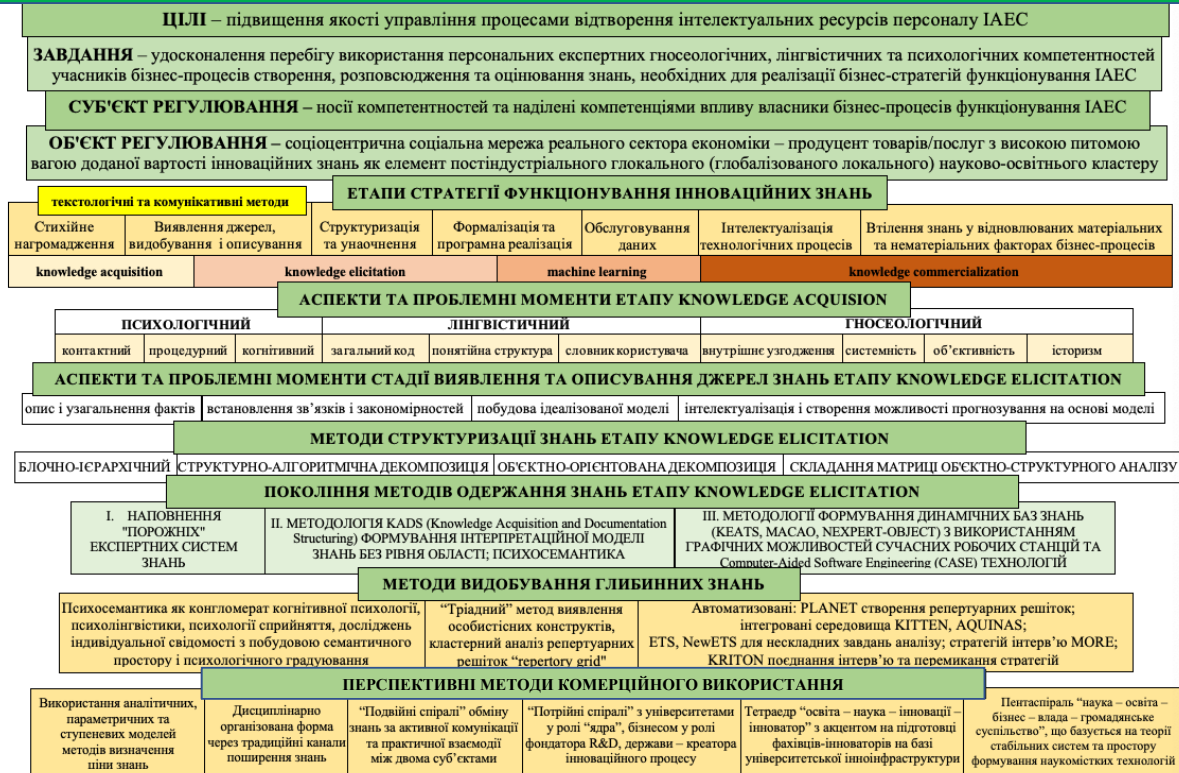 ЦІЛІ – підвищення якості управління процесами відтворення інтелектуальних ресурсів персоналу ІАЕС
ЗАВДАННЯ – удосконалення перебігу використання персональних експертних гносеологічних, лінгвістичних та психологічних компетентностей
учасників бізнес-процесів створення, розповсюдження та оцінювання знань, необхідних для реалізації бізнес-стратегій функціонування ІАЕС
СУБ'ЄКТ РЕГУЛЮВАННЯ – носії компетентностей та наділені компетенціями впливу власники бізнес-процесів функціонування ІАЕС
ОБ'ЄКТ РЕГУЛЮВАННЯ – соціоцентрична соціальна мережа реального сектора економіки – продуцент товарів/послуг з високою питомою
вагою доданої вартості інноваційних знань як елемент постіндустріального глокального (глобалізованого локального) науково-освітнього кластеру
ЕТАПИ СТРАТЕГІЇ ФУНКЦІОНУВАННЯ ІННОВАЦІЙНИХ ЗНАНЬ
текстологічні та комунікативні методи
Стихійне
нагромадження
Виявлення джерел,
видобування і описування
Структуризація
та унаочнення
Формалізація та
програмна реалізація
Обслуговування
даних
Інтелектуалізація
технологічних процесів
Втілення знань у відновлюваних матеріальних
та нематеріальних факторах бізнес-процесів
knowledge acquisition
knowledge elicitation
machine learning
knowledge commercialization
АСПЕКТИ ТА ПРОБЛЕМНІ МОМЕНТИ ЕТАПУ KNOWLEDGE ACQUISION
ПСИХОЛОГІЧНИЙ
ЛІНГВІСТИЧНИЙ
ГНОСЕОЛОГІЧНИЙ
контактний
процедурний
когнітивний
загальний код
понятійна структура
словник користувача
внутрішнє узгодження
системність
об’єктивність
історизм
АСПЕКТИ ТА ПРОБЛЕМНІ МОМЕНТИ СТАДІЇ ВИЯВЛЕННЯ ТА ОПИСУВАННЯ ДЖЕРЕЛ ЗНАНЬ ЕТАПУ KNOWLEDGE ELICITATION
опис і узагальнення фактів
встановлення зв’язків і закономірностей
побудова ідеалізованої моделі
інтелектуалізація і створення можливості прогнозування на основі моделі
МЕТОДИ СТРУКТУРИЗАЦІЇ ЗНАНЬ ЕТАПУ KNOWLEDGE ELICITATION
БЛОЧНО-ІЄРАРХІЧНИЙ
СТРУКТУРНО-АЛГОРИТМІЧНА ДЕКОМПОЗИЦІЯ
ОБ'ЄКТНО-ОРІЄНТОВАНА ДЕКОМПОЗИЦІЯ
СКЛАДАННЯ МАТРИЦІ ОБ'ЄКТНО-СТРУКТУРНОГО АНАЛІЗУ
ПОКОЛІННЯ МЕТОДІВ ОДЕРЖАННЯ ЗНАНЬ ЕТАПУ KNOWLEDGE ELICITATION
I. НАПОВНЕННЯ
"ПОРОЖНІХ"
ЕКСПЕРТНИХ СИСТЕМ
ЗНАНЬ
II. МЕТОДОЛОГІЯ KADS (Knowledge Acquisition and Documentation
Structuring) ФОРМУВАННЯ ІНТЕРПРЕТАЦІЙНОЇ МОДЕЛІ
ЗНАНЬ БЕЗ РІВНЯ ОБЛАСТІ; ПСИХОСЕМАНТИКА
III. МЕТОДОЛОГІЇ ФОРМУВАННЯ ДИНАМІЧНИХ БАЗ ЗНАНЬ
(KEATS, MACAO, NEXPERT-OBJECT) З ВИКОРИСТАННЯМ
ГРАФІЧНИХ МОЖЛИВОСТЕЙ СУЧАСНИХ РОБОЧИХ СТАНЦІЙ ТА
Computer-Aided Software Engineering (CASE) ТЕХНОЛОГІЙ
МЕТОДИ ВИДОБУВАННЯ ГЛИБИННИХ ЗНАНЬ
Психосемантика як конгломерат когнітивної психології,
психолінгвістики, психології сприйняття, досліджень
індивідуальної свідомості з побудовою семантичного
простору і психологічного градуювання
“Тріадний” метод виявлення
особистісних конструктів,
кластерний аналіз репертуарних
решіток “repertory grid"
Автоматизовані: PLANET створення репертуарних решіток;
інтегровані середовища KITTEN, AQUINAS;
ETS, NewETS для нескладних завдань аналізу; стратегій інтерв’ю MORE;
KRITON поєднання інтерв’ю та перемикання стратегій
ПЕРСПЕКТИВНІ МЕТОДИ КОМЕРЦІЙНОГО ВИКОРИСТАННЯ
Використання аналітичних,
параметричних та
ступеневих моделей
методів визначення
ціни знань
Дисциплінарно
організована форма
через традиційні канали
поширення знань
“Подвійні спіралі” обміну
знань за активної комунікації
та практичної взаємодії
між двома суб’єктами
“Потрійні спіралі” з університетами
у ролі “ядра”, бізнесом у ролі
фондатора R&D, держави – креатора
інноваційного процесу
Тетраедр “освіта – наука – інновації –
інноватор” з акцентом на підготовці
фахівців-інноваторів на базі
університетської інноінфраструктури
Пентаспіраль “наука – освіта –
бізнес – влада – громадянське
суспільство”, що базується на теорії
стабільних систем та простору
формування наукомістких технологій